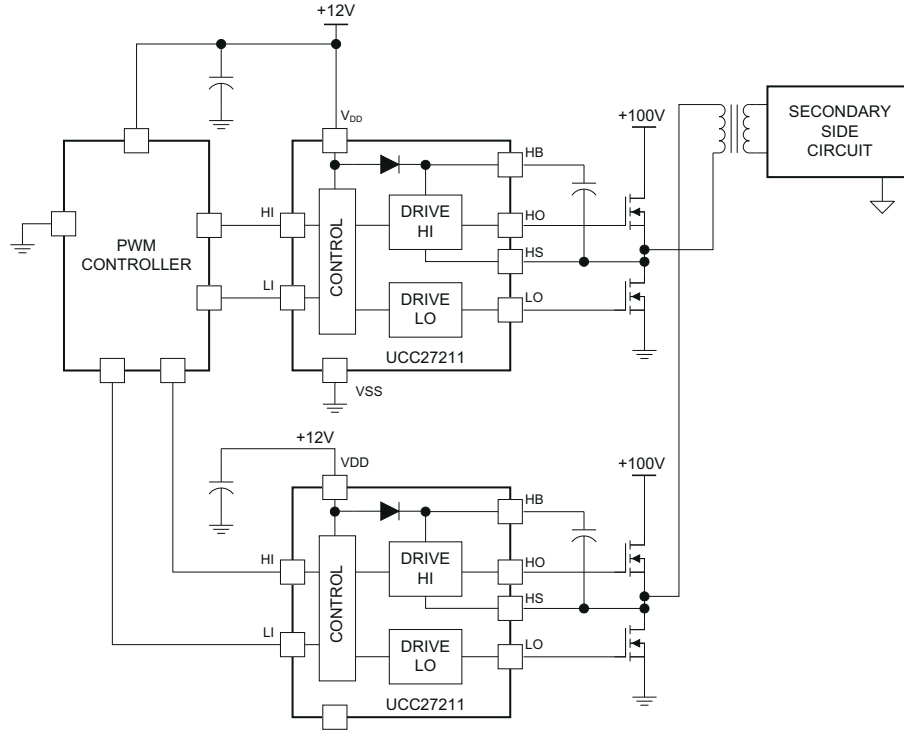 +12V
VDD
+100V
SECONDARY
SIDE
CIRCUIT
HB
HI
DRIVE
HI
HO
PWM
CONTROLLER
CONTROL
HS
LI
DRIVE
LO
LO
UCC27211
VSS
+12V
VDD
+100V
HB
HI
DRIVE
HI
HO
CONTROL
HS
LI
DRIVE
LO
LO
UCC27211